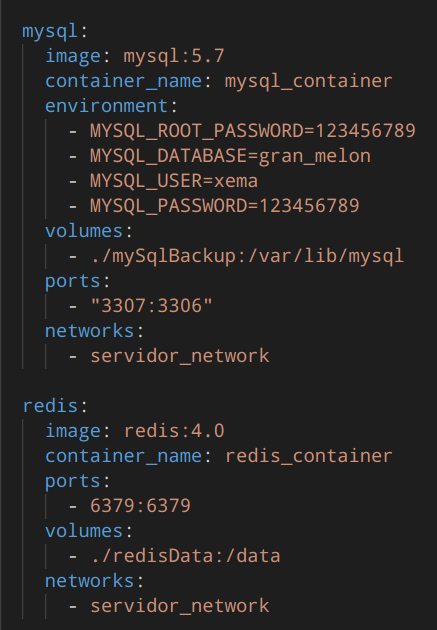 mysql:
  image: mysql:5.7
  container_name: mysql_container
  environment:
    - MYSQL_ROOT_PASSWORD=123456789
    - MYSQL_DATABASE=gran_melon
    - MYSQL_USER=xema
    - MYSQL_PASSWORD=123456789
  volumes:
    - ./mySqlBackup:/var/lib/mysql
  ports:
    - "3307:3306"
  networks:
    - servidor_network

redis:
  image: redis:4.0
  container_name: redis_container
  ports:
    - 6379:6379
  volumes:
    - ./redisData:/data
  networks:
    - servidor_network